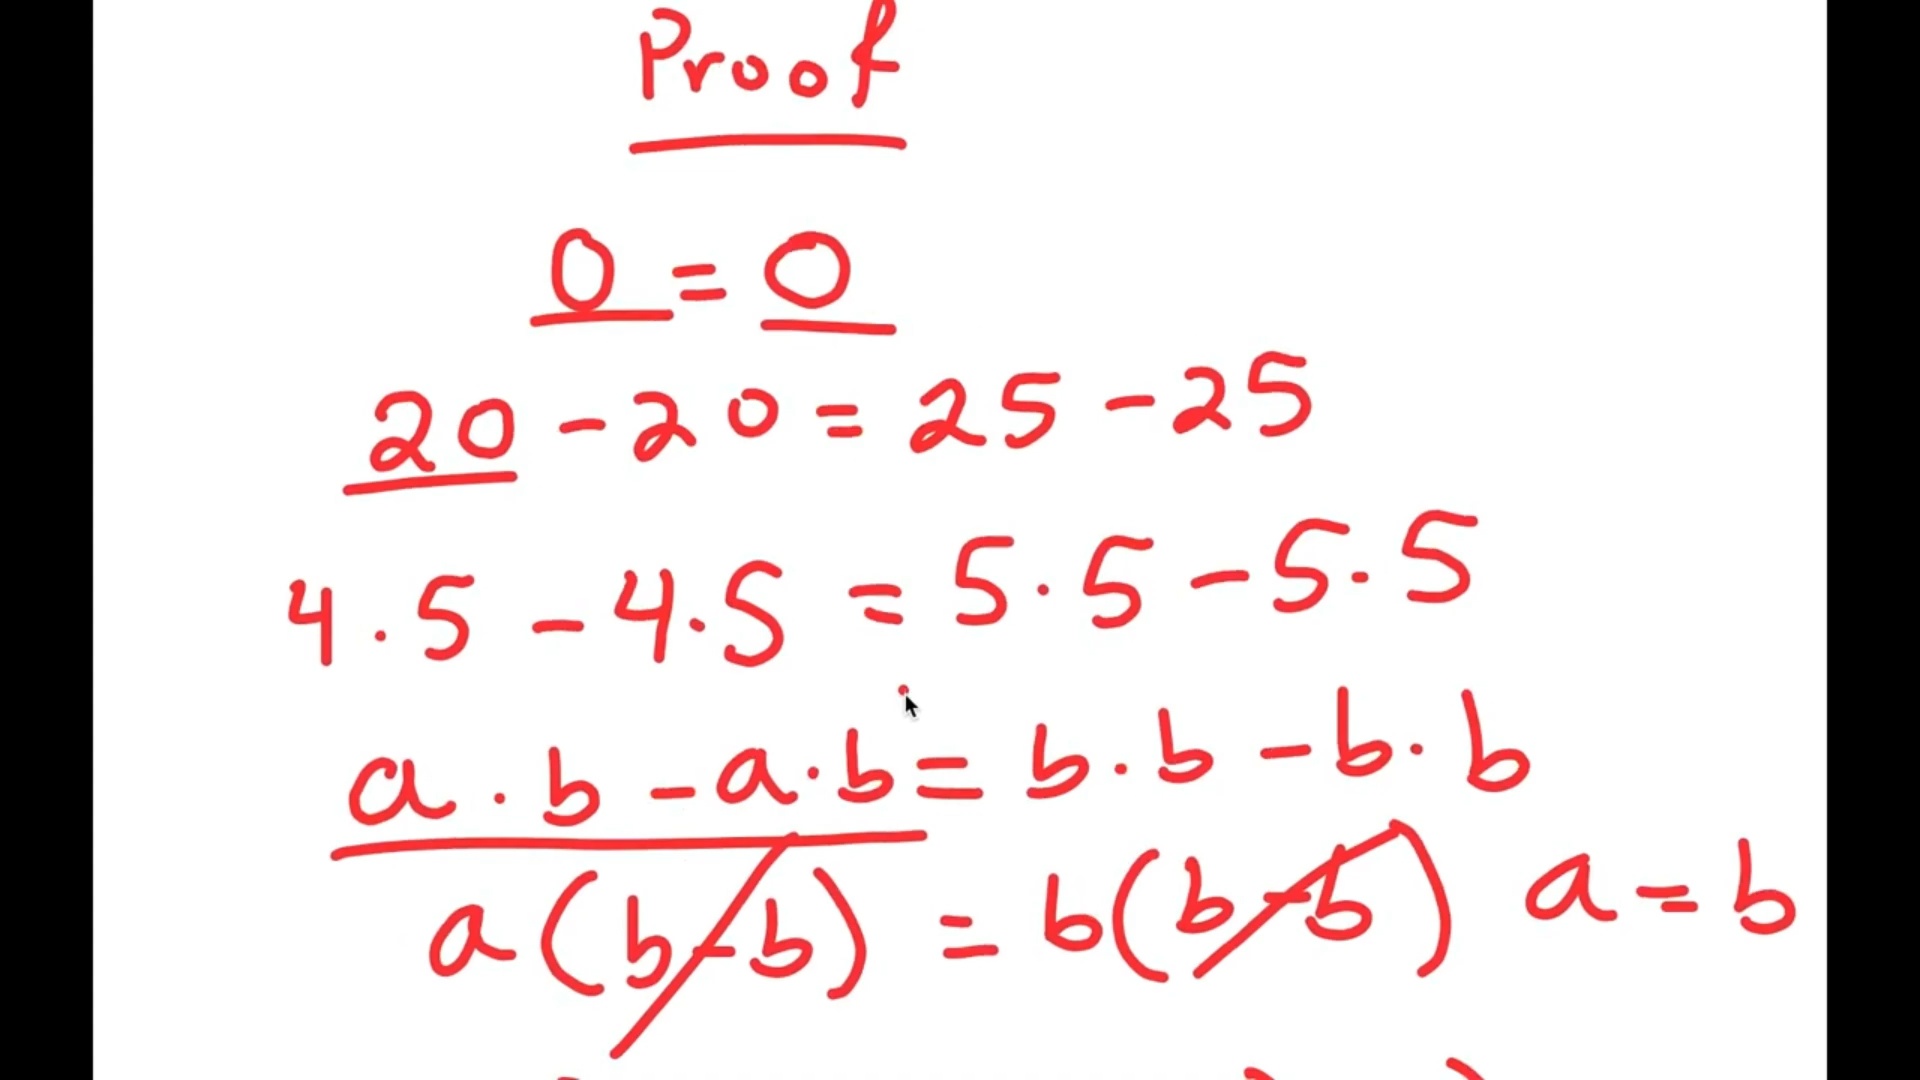 Proof
0 = 0
20 - 20 = 25 - 25
4 . 5 - 4 . 5 = 5 . 5 - 5 . 5
a . b - a . b = b . b - b . b
a ( b - b ) = b ( b - b ) a = b